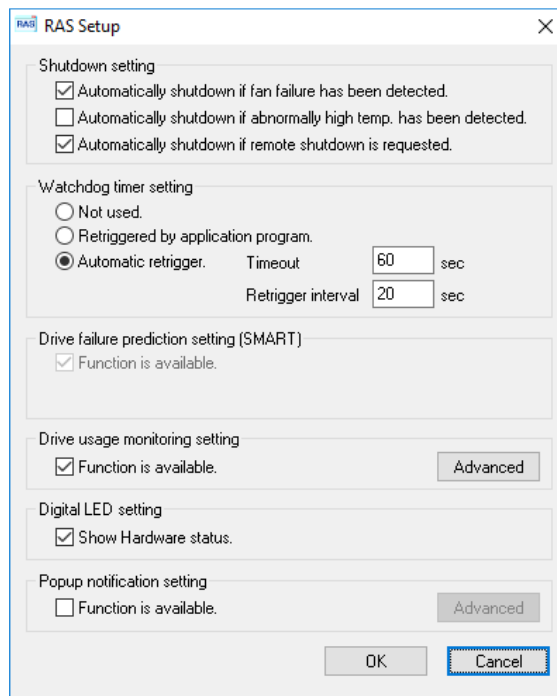 RAS RAS Setup
Shutdown setting
Automatically shutdown if fan failure has been detected.
Automatically shutdown if abnormally high temp. has been detected.
Automatically shutdown if remote shutdown is requested.
Watchdog timer setting
Not used.
Retriggered by application program.
Automatic retrigger. Timeout 60 sec
Retrigger interval 20 sec
Drive failure prediction setting (SMART)
Function is available.
Drive usage monitoring setting
Function is available. Advanced
Digital LED setting
Show Hardware status.
Popup notification setting
Function is available. Advanced
OK Cancel